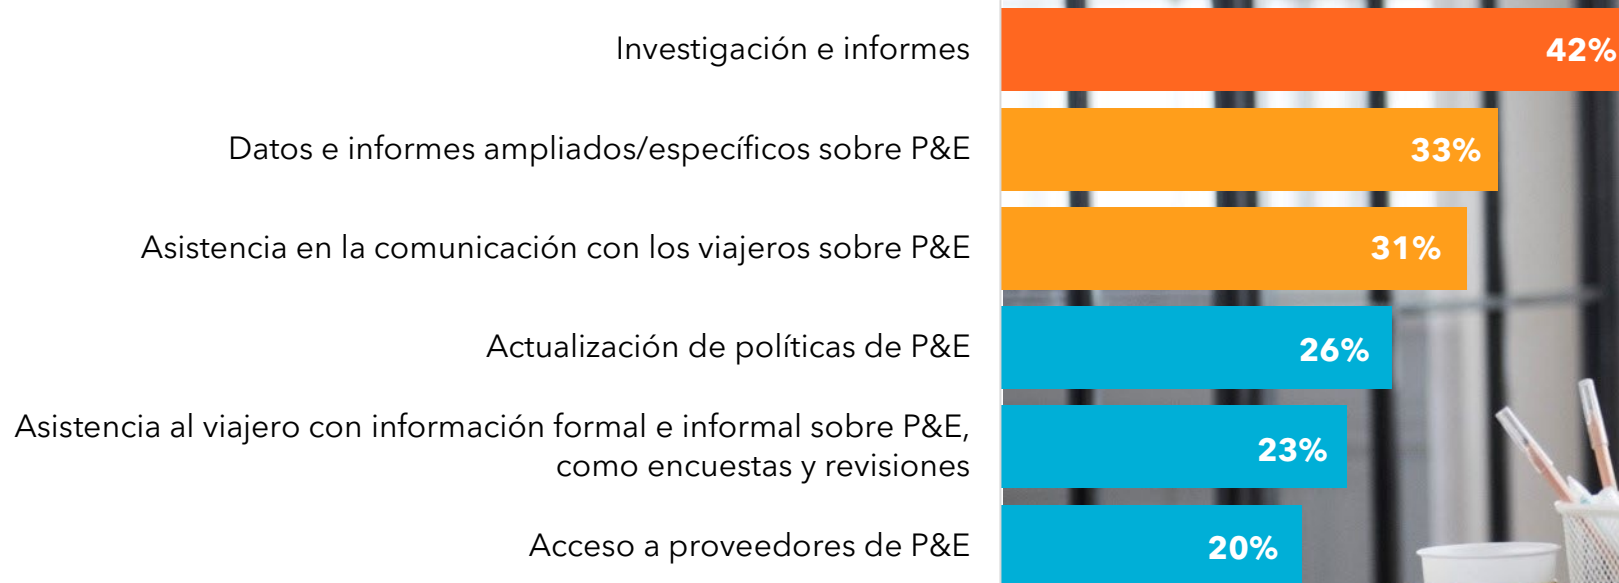 Investigación e informes 42%
Datos e informes ampliados/específicos sobre P&E 33%
Asistencia en la comunicación con los viajeros sobre P&E 31%
Actualización de políticas de P&E 26%
Asistencia al viajero con información formal e informal sobre P&E,
como encuestas y revisiones 23%
Acceso a proveedores de P&E 20%